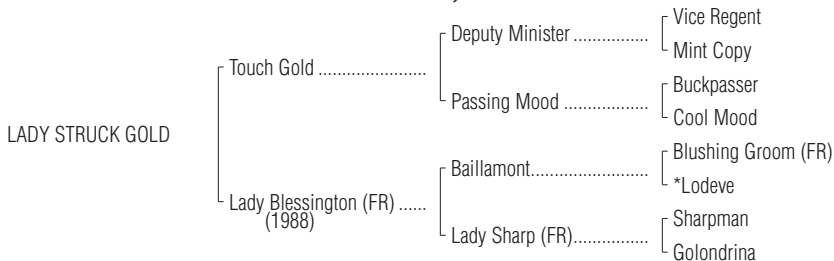 Vice Regent
Deputy Minister ................
Mint Copy
Touch Gold .......................
Buckpasser
Passing Mood ..................
Cool Mood
LADY STRUCK GOLD
Blushing Groom (FR)
Baillamont.........................
*Lodeve
Lady Blessington (FR) ......
(1988)
Sharpman
Lady Sharp (FR)................
Golondrina